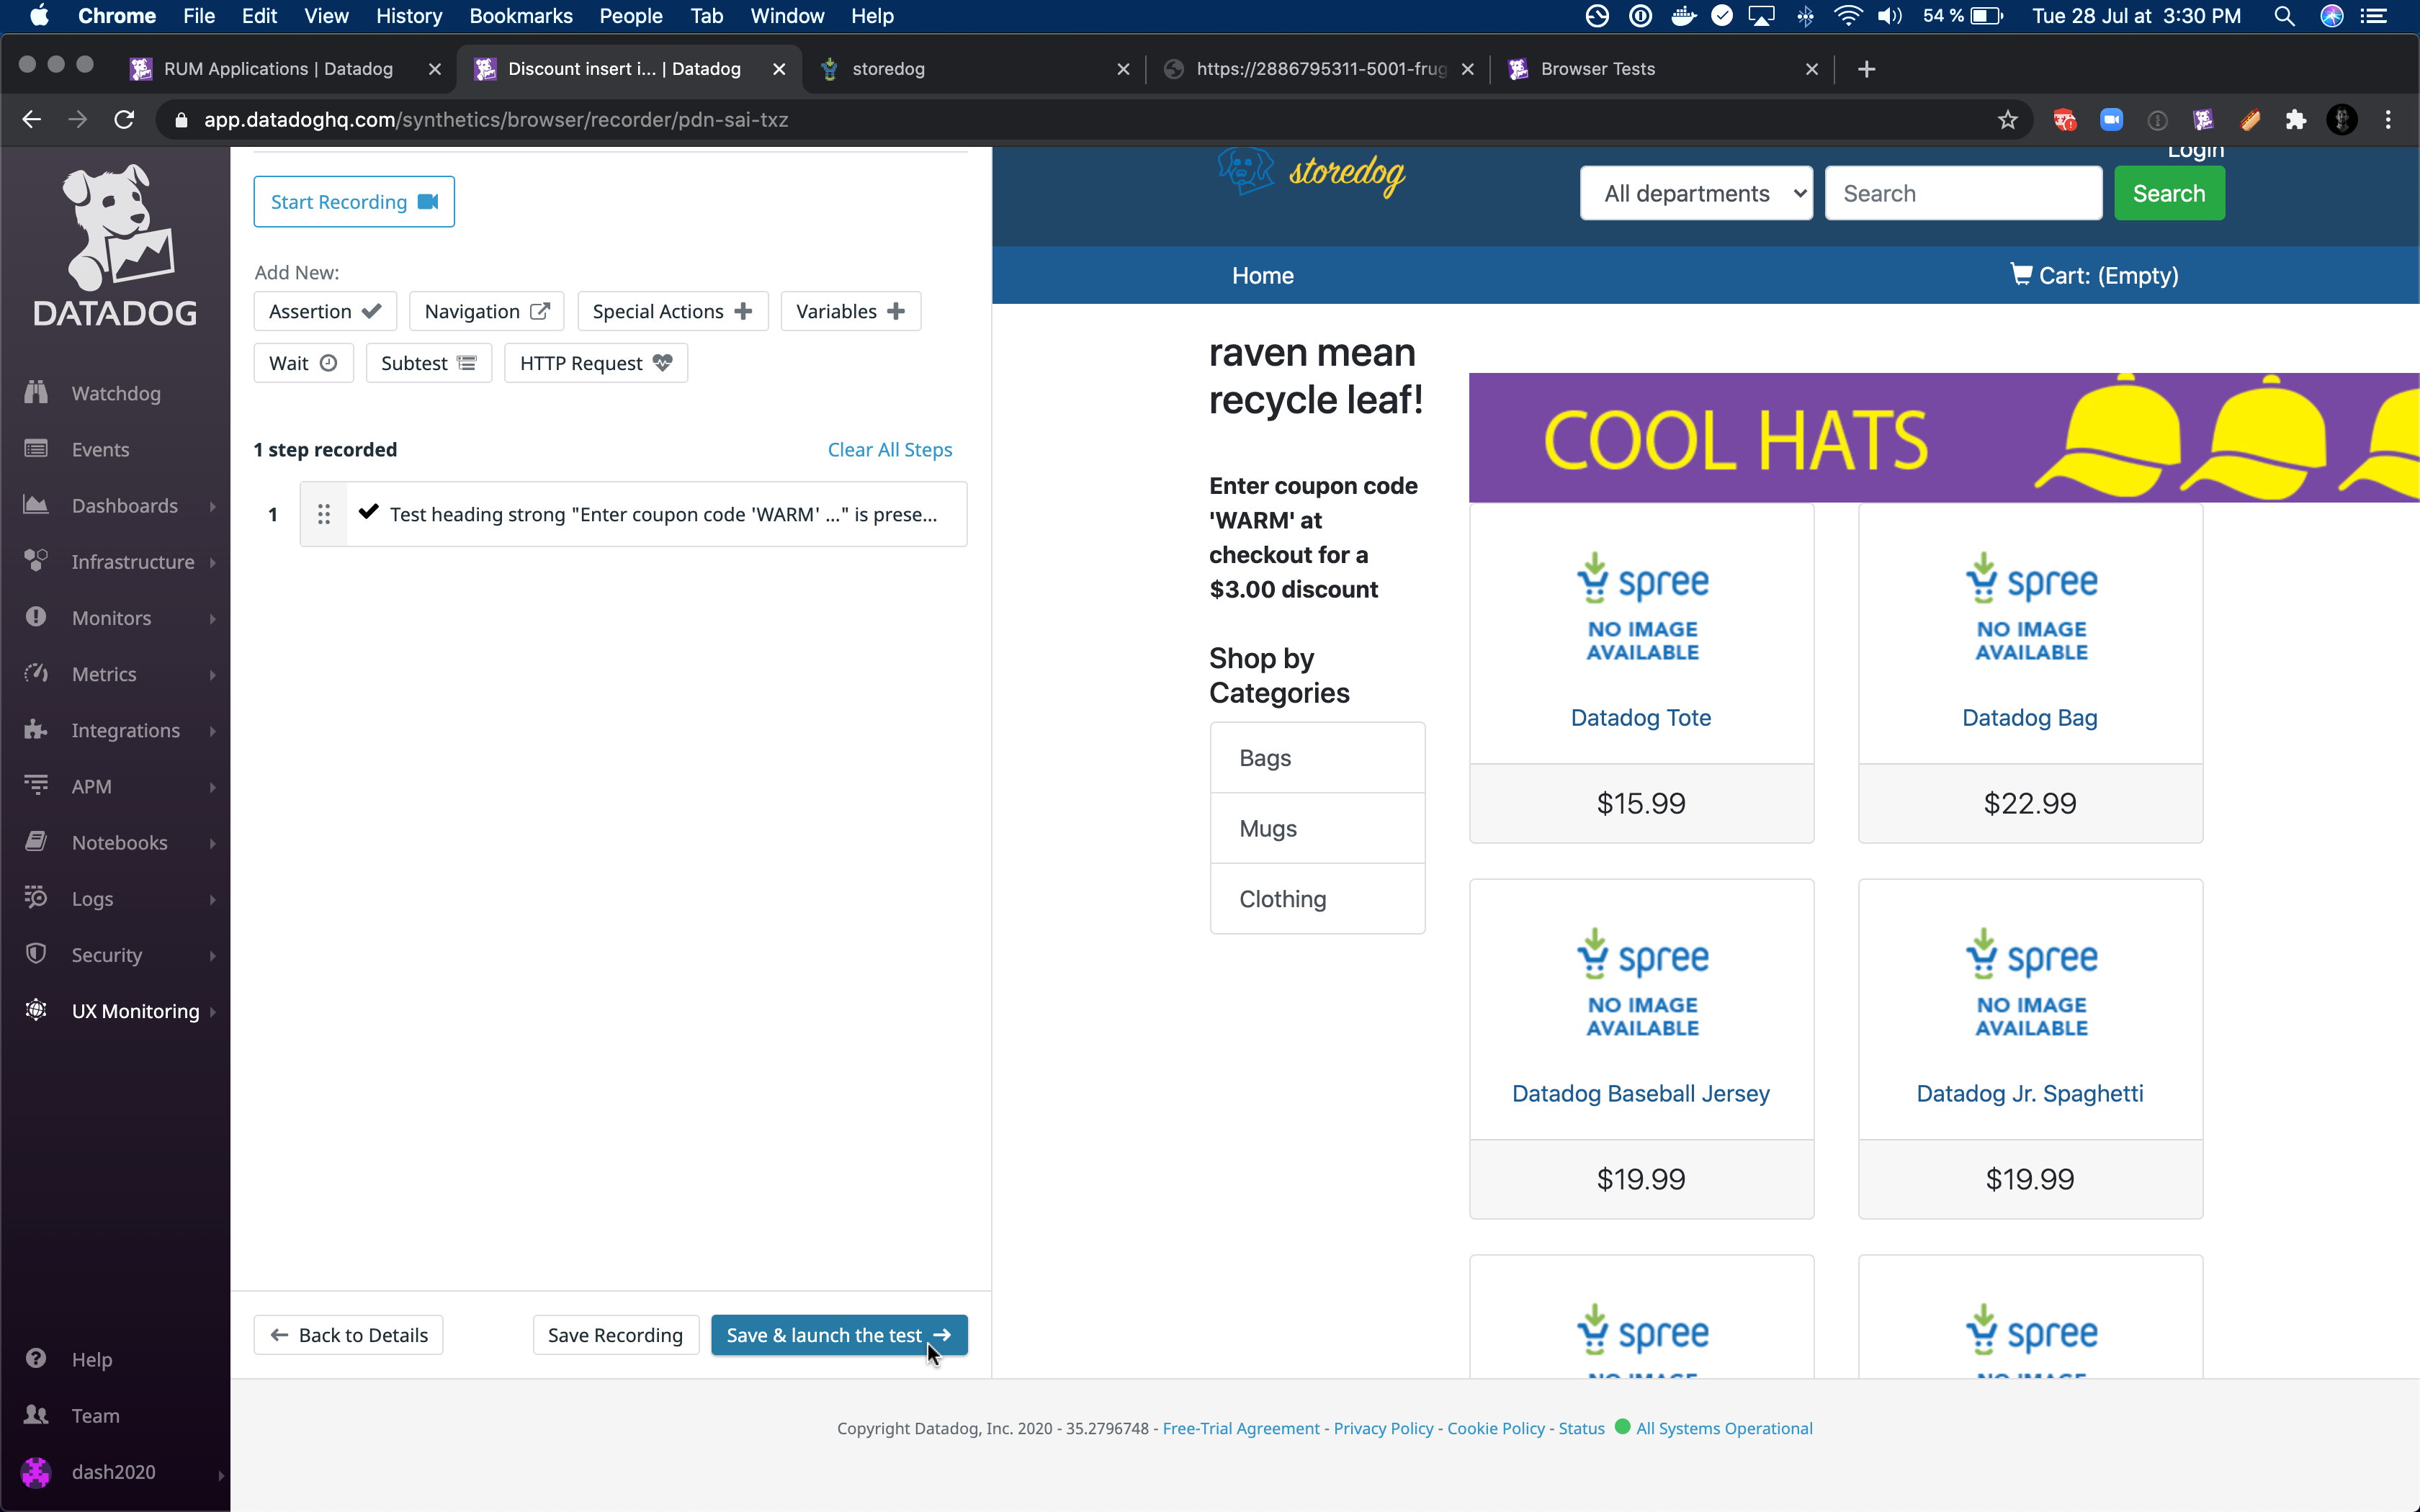 Chrome File Edit View History Bookmarks People Tab Window Help
54 % Tue 28 Jul at 3:30 PM
RUM Applications | Datadog
Discount insert i... | Datadog
storedog
https://2886795311-5001-frug
Browser Tests
app.datadoghq.com/synthetics/browser/recorder/pdn-sai-txz
DATADOG
Watchdog
Events
Dashboards
Infrastructure
Monitors
Metrics
Integrations
APM
Notebooks
Logs
Security
UX Monitoring
Help
Team
dash2020
Start Recording
Add New:
Assertion
Navigation
Special Actions
Variables
Wait
Subtest
HTTP Request
1 step recorded
Clear All Steps
1 Test heading strong "Enter coupon code 'WARM' ..." is prese...
Back to Details
Save Recording
Save & launch the test
storedog
Login
All departments
Search
Search
Home
Cart: (Empty)
raven mean
recycle leaf!
Enter coupon code
'WARM' at
checkout for a
$3.00 discount
Shop by
Categories
Bags
Mugs
Clothing
COOL HATS
spree
NO IMAGE
AVAILABLE
Datadog Tote
$15.99
spree
NO IMAGE
AVAILABLE
Datadog Bag
$22.99
spree
NO IMAGE
AVAILABLE
Datadog Baseball Jersey
$19.99
spree
NO IMAGE
AVAILABLE
Datadog Jr. Spaghetti
$19.99
spree
NO IMAGE
spree
NO IMAGE
Copyright Datadog, Inc. 2020 - 35.2796748 - Free-Trial Agreement - Privacy Policy - Cookie Policy - Status All Systems Operational